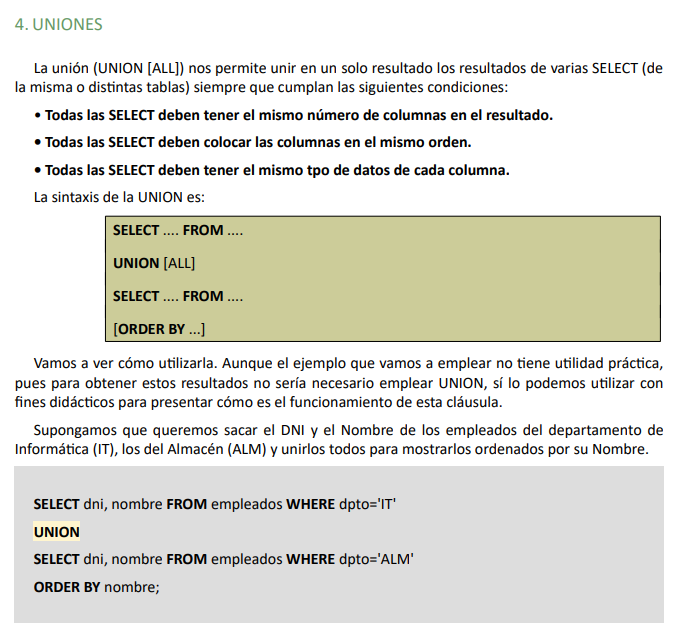 4. UNIONES
La unión (UNION [ALL]) nos permite unir en un solo resultado los resultados de varias SELECT (de
la misma o distintas tablas) siempre que cumplan las siguientes condiciones:
• Todas las SELECT deben tener el mismo número de columnas en el resultado.
• Todas las SELECT deben colocar las columnas en el mismo orden.
• Todas las SELECT deben tener el mismo tpo de datos de cada columna.
La sintaxis de la UNION es:
SELECT .... FROM ....
UNION [ALL]
SELECT .... FROM ....
[ORDER BY ...]
Vamos a ver cómo utilizarla. Aunque el ejemplo que vamos a emplear no tiene utilidad práctica,
pues para obtener estos resultados no sería necesario emplear UNION, sí lo podemos utilizar con
fines didácticos para presentar cómo es el funcionamiento de esta cláusula.
Supongamos que queremos sacar el DNI y el Nombre de los empleados del departamento de
Informática (IT), los del Almacén (ALM) y unirlos todos para mostrarlos ordenados por su Nombre.
SELECT dni, nombre FROM empleados WHERE dpto='IT'
UNION
SELECT dni, nombre FROM empleados WHERE dpto='ALM'
ORDER BY nombre;